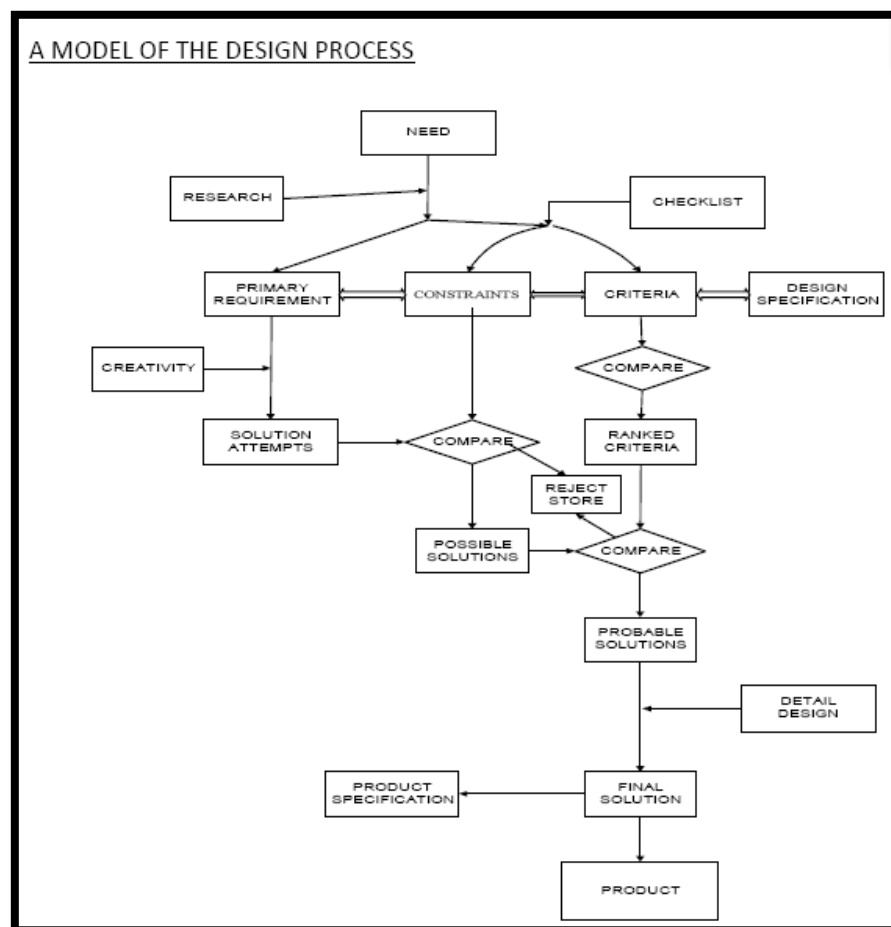 A MODEL OF THE DESIGN PROCESS
NEED
RESEARCH
CHECKLIST
PRIMARY
REQUIREMENT
CONSTRAINTS
CRITERIA
DESIGN
SPECIFICATION
CREATIVITY
COMPARE
SOLUTION
ATTEMPTS
COMPARE
RANKED
CRITERIA
REJECT
STORE
POSSIBLE
SOLUTIONS
COMPARE
PROBABLE
SOLUTIONS
DETAIL
DESIGN
PRODUCT
SPECIFICATION
FINAL
SOLUTION
PRODUCT